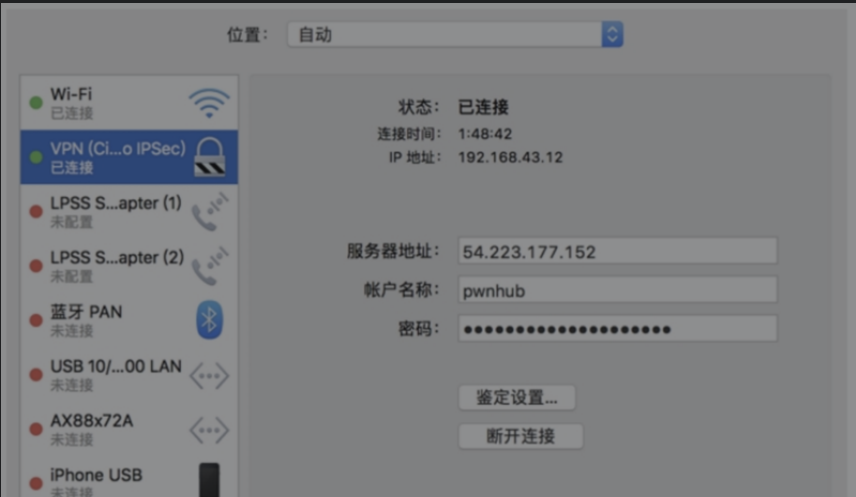 位置： 自动
Wi-Fi
已连接
VPN (Ci...o IPSec)
已连接
LPSS S...apter (1)
未配置
LPSS S...apter (2)
未配置
蓝牙 PAN
未连接
USB 10/...00 LAN
未连接
AX88x72A
未连接
iPhone USB
未连接
状态： 已连接
连接时间： 1:48:42
IP 地址： 192.168.43.12
服务器地址： 54.223.177.152
帐户名称： pwnhub
密码： ••••••••••••••••••••
鉴定设置...
断开连接